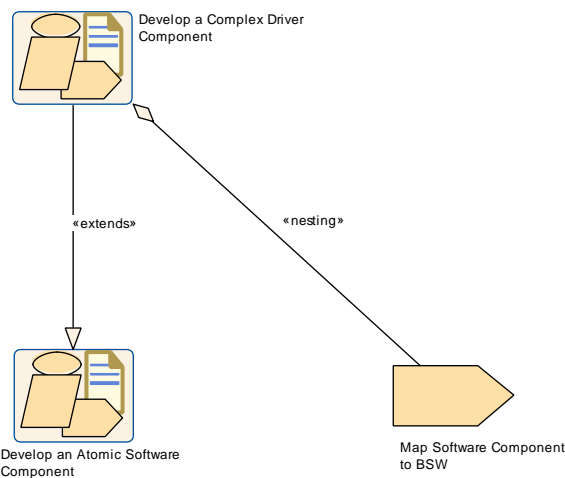 Develop a Complex Driver
Component
«extends»
«nesting»
Develop an Atomic Software
Component
Map Software Component
to BSW